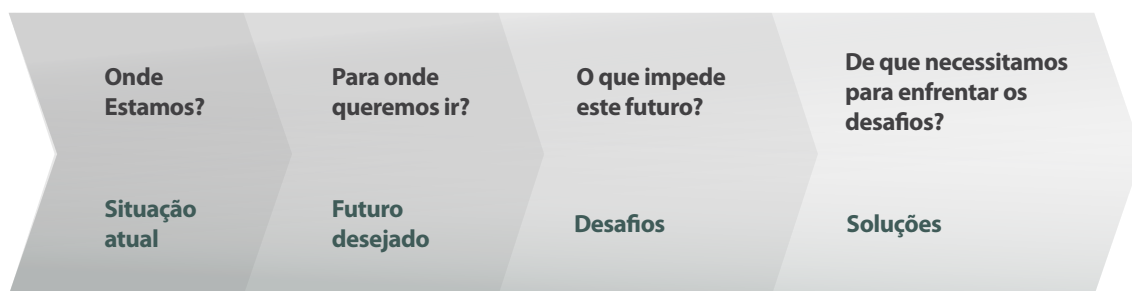 Onde
Estamos?
Situação
atual
Para onde
queremos ir?
Futuro
desejado
O que impede
este futuro?
Desafios
De que necessitamos
para enfrentar os
desafios?
Soluções